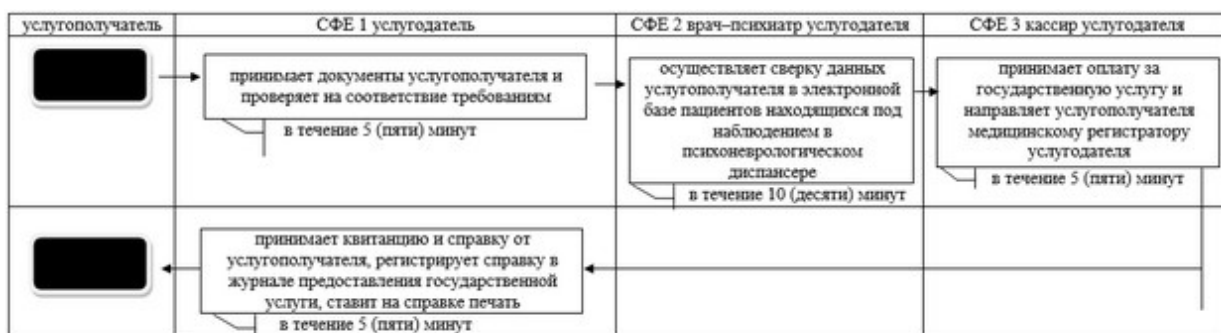 услугополучатель
СФЕ 1 услугодатель
СФЕ 2 врач–психиатр услугодателя
СФЕ 3 кассир услугодателя
принимает документы услугополучателя и
проверяет на соответствие требованиям
в течение 5 (пяти) минут
осуществляет сверку данных
услугополучателя в электронной
базе пациентов находящихся под
наблюдением в
психоневрологическом
диспансере
в течение 10 (десяти) минут
принимает оплату за
государственную услугу и
направляет услугополучателя
медицинскому регистратору
услугодателя
в течение 5 (пяти) минут
принимает квитанцию и справку от
услугополучателя, регистрирует справку в
журнале предоставления государственной
услуги, ставит на справке печать
в течение 5 (пяти) минут